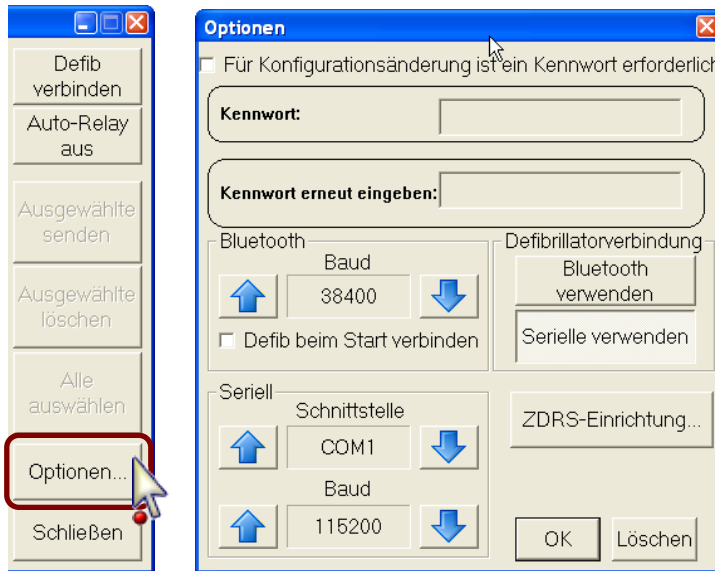 Defib
verbinden
Auto-Relay
aus
Ausgewählte
senden
Ausgewählte
löschen
Alle
auswählen
Optionen...
Schließen
Optionen
Für Konfigurationsänderung ist ein Kennwort erforderlich
Kennwort:
Kennwort erneut eingeben:
Bluetooth
Baud
38400
Defib beim Start verbinden
Defibrillatorverbindung
Bluetooth
verwenden
Serielle verwenden
Seriell
Schnittstelle
COM1
Baud
115200
ZDRS-Einrichtung...
OK
Löschen